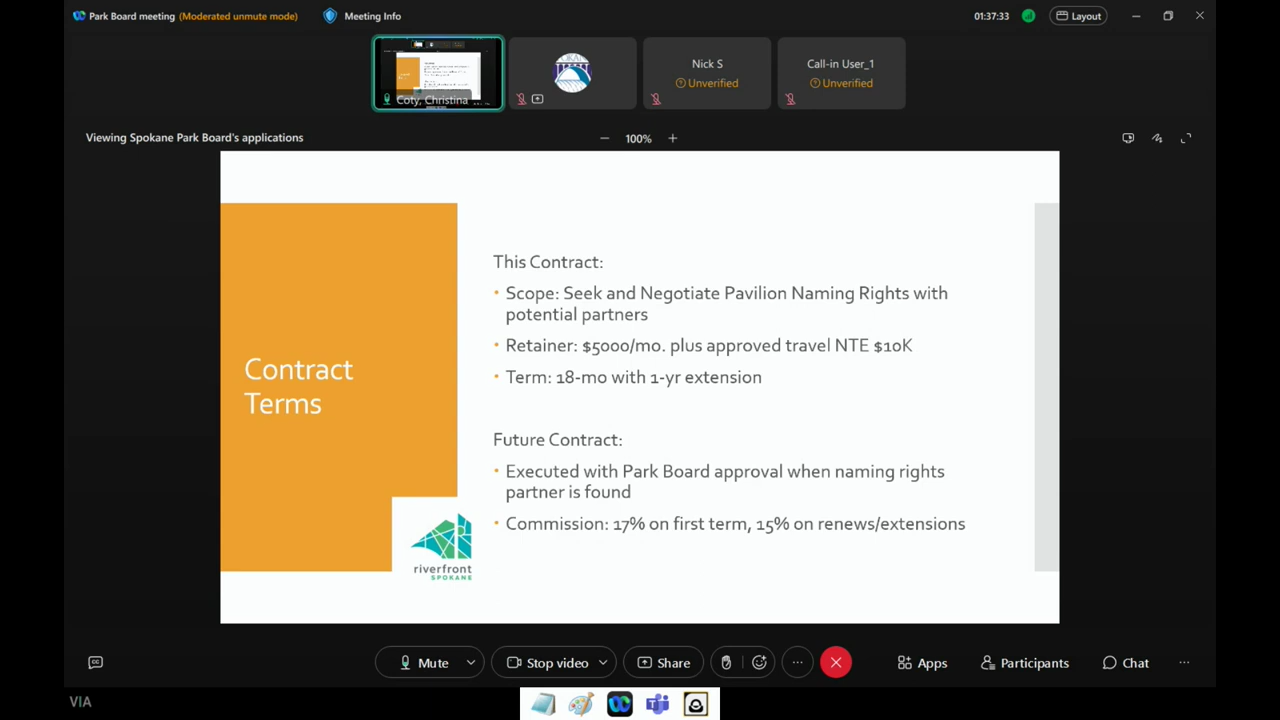 Park Board meeting (Moderated unmute mode)
Meeting Info
01:37:33
Layout
Coty, Christina
Nick S
Unverified
Call-in User_1
Unverified
Viewing Spokane Park Board's applications
100%
Contract
Terms
This Contract:
• Scope: Seek and Negotiate Pavilion Naming Rights with
potential partners
• Retainer: $5000/mo. plus approved travel NTE $10K
• Term: 18-mo with 1-yr extension
Future Contract:
• Executed with Park Board approval when naming rights
partner is found
• Commission: 17% on first term, 15% on renews/extensions
riverfront
SPOKANE
Mute
Stop video
Share
Apps
Participants
Chat
VIA